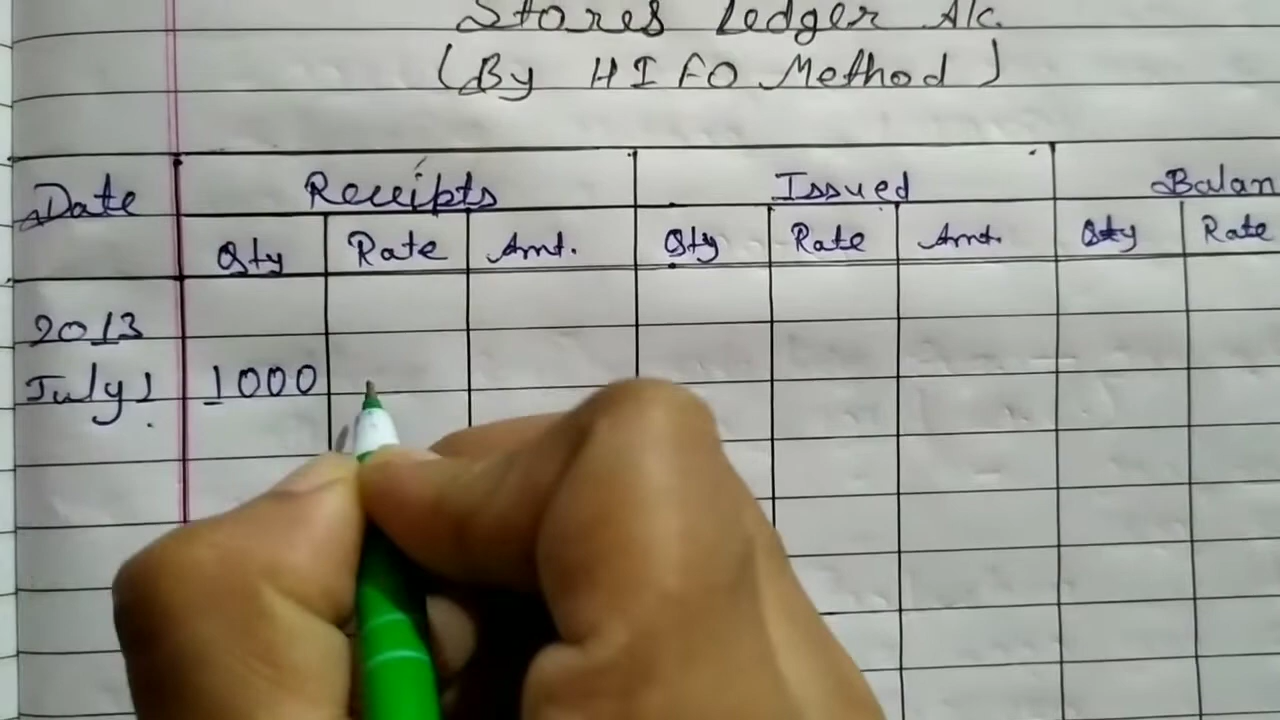 Stores Ledger A/c.
(By HIFO Method)
Date Receipts Issued Balan
Qty Rate Amt. Qty Rate Amt. Qty Rate
2013
July 1 1000